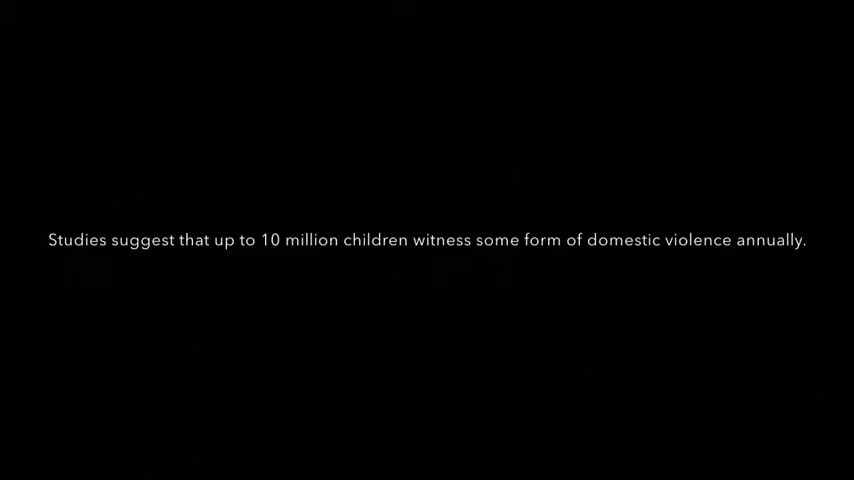 Studies suggest that up to 10 million children witness some form of domestic violence annually.